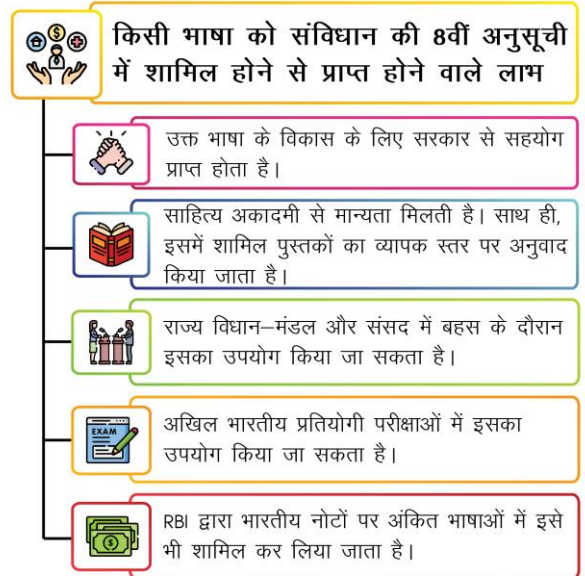 किसी भाषा को संविधान की 8वीं अनुसूची
में शामिल होने से प्राप्त होने वाले लाभ
उक्त भाषा के विकास के लिए सरकार से सहयोग
प्राप्त होता है।
साहित्य अकादमी से मान्यता मिलती है। साथ ही,
इसमें शामिल पुस्तकों का व्यापक स्तर पर अनुवाद
किया जाता है।
राज्य विधान–मंडल और संसद में बहस के दौरान
इसका उपयोग किया जा सकता है।
EXAM
अखिल भारतीय प्रतियोगी परीक्षाओं में इसका
उपयोग किया जा सकता है।
RBI द्वारा भारतीय नोटों पर अंकित भाषाओं में इसे
भी शामिल कर लिया जाता है।